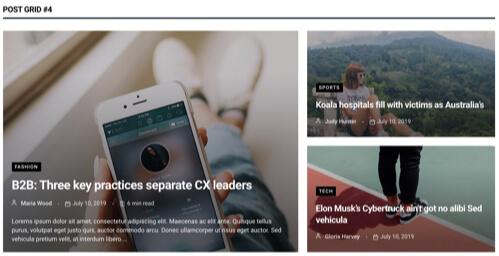 POST GRID #4
FASHION
B2B: Three key practices separate CX leaders
Maria Wood - July 10, 2019 - 6 min read
Lorems ipsum dolor sit amet, consectetur adipiscing elit. Maecenas ac elit ante. Quisque tellus
purus, volutpat eget justo quis, auctor commodo arcu. Donec ullamcorper ut risus eget auctor. Sed
vehicula pretium velit, at interdum libero...
SPORTS
Koala hospitals fill with victims as Australia's
Judy Hunter - July 10, 2019
TECH
Elon Musk's Cybertruck ain't got no alibi Sed
vehicula
Gloria Harvey - July 10, 2019